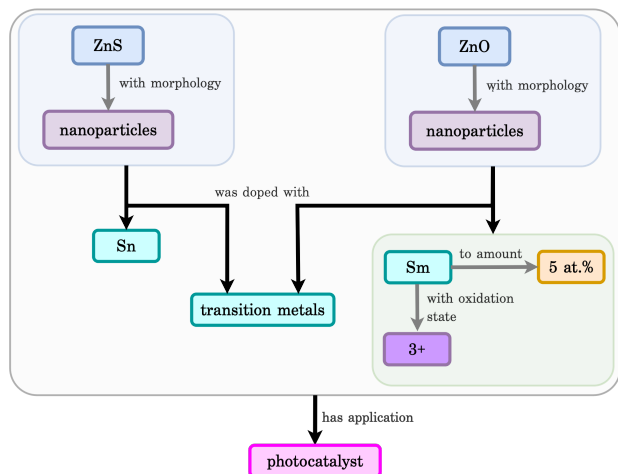 ZnS
ZnO
with morphology
with morphology
nanoparticles
nanoparticles
was doped with
Sn
Sm
to amount
5 at.%
transition metals
with oxidation
state
3+
has application
photocatalyst